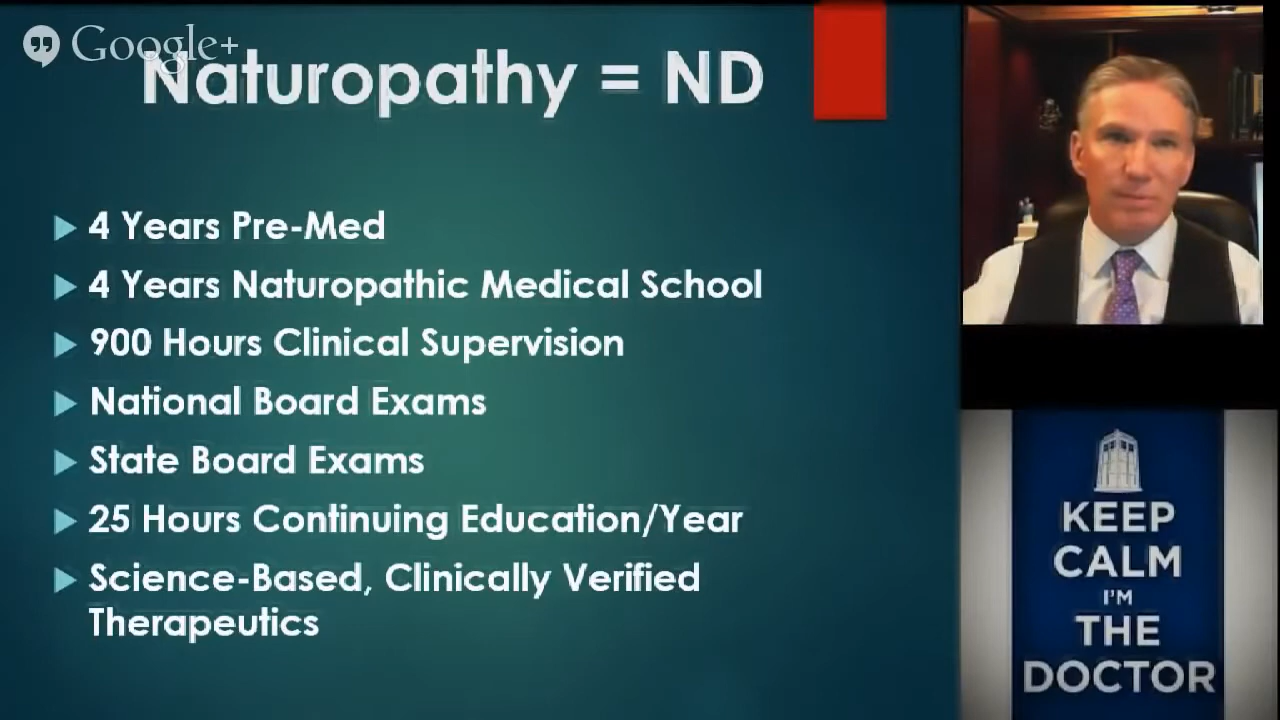 Google+
Naturopathy = ND
4 Years Pre-Med
4 Years Naturopathic Medical School
900 Hours Clinical Supervision
National Board Exams
State Board Exams
25 Hours Continuing Education/Year
Science-Based, Clinically Verified
Therapeutics
KEEP
CALM
I'M
THE
DOCTOR